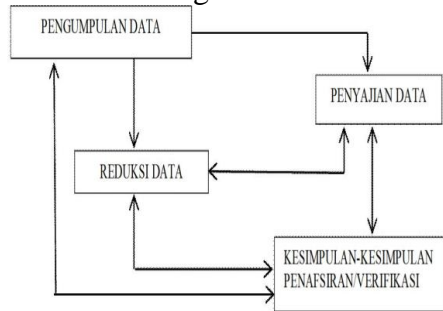 PENGUMPULAN DATA
PENYAJIAN DATA
REDUKSI DATA
KESIMPULAN-KESIMPULAN
PENAFSIRAN/VERIFIKASI